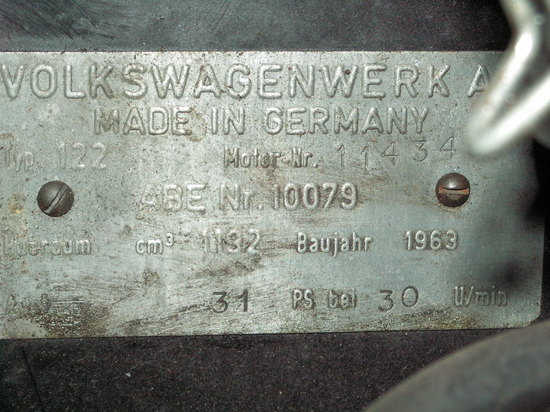 VOLKSWAGENWERK A
MADE IN GERMANY
Typ. 122 Motor-Nr. 11434
ABE Nr. 10079
cm³ 1192 Baujahr 1963
31 PS bei 30 U/min